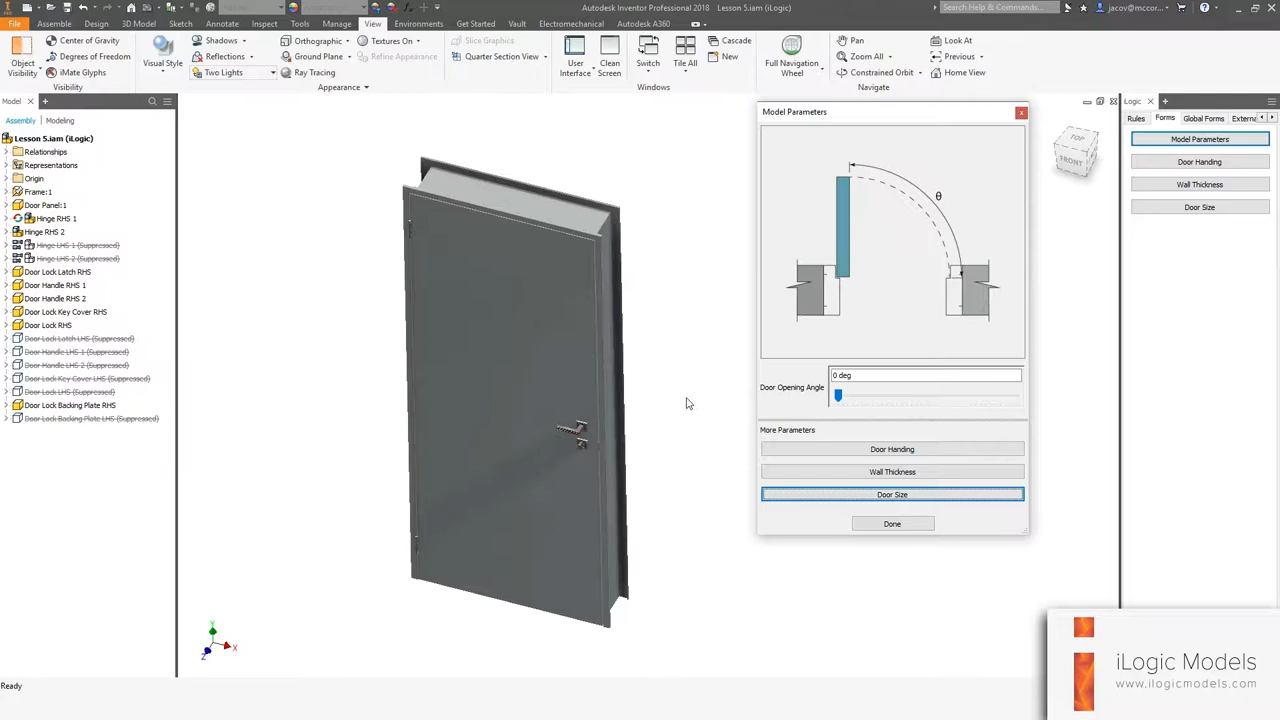 Autodesk Inventor Professional 2018 Lesson 5.iam (iLogic)
Search Help & Commands...
jacov@mccor...
File Assemble Design 3D Model Sketch Annotate Inspect Tools Manage View Environments Get Started Vault Electromechanical Autodesk A360
Object Visibility
Center of Gravity
Degrees of Freedom
iMate Glyphs
Visibility
Visual Style
Shadows
Reflections
Two Lights
Orthographic
Ground Plane
Ray Tracing
Textures On
Refine Appearance
Appearance
Slice Graphics
Quarter Section View
User Interface
Clean Screen
Switch
Tile All
Cascade
New
Windows
Full Navigation Wheel
Pan
Zoom All
Constrained Orbit
Look At
Previous
Home View
Navigate
Model
Assembly Modeling
Lesson 5.iam (iLogic)
Relationships
Representations
Origin
Frame:1
Door Panel:1
Hinge RHS 1
Hinge RHS 2
Hinge LHS 1 (Suppressed)
Hinge LHS 2 (Suppressed)
Door Lock Latch RHS
Door Handle RHS 1
Door Handle RHS 2
Door Lock Key Cover RHS
Door Lock RHS
Door Lock Latch LHS (Suppressed)
Door Handle LHS 1 (Suppressed)
Door Handle LHS 2 (Suppressed)
Door Lock Key Cover LHS (Suppressed)
Door Lock LHS (Suppressed)
Door Lock Backing Plate RHS
Door Lock Backing Plate LHS (Suppressed)
Y
X
Z
Ready
Model Parameters
θ
Door Opening Angle
0 deg
More Parameters
Door Handing
Wall Thickness
Door Size
Done
TOP
FRONT
iLogic
Rules Forms Global Forms Externa
Model Parameters
Door Handing
Wall Thickness
Door Size
iLogic Models
www.ilogicmodels.com